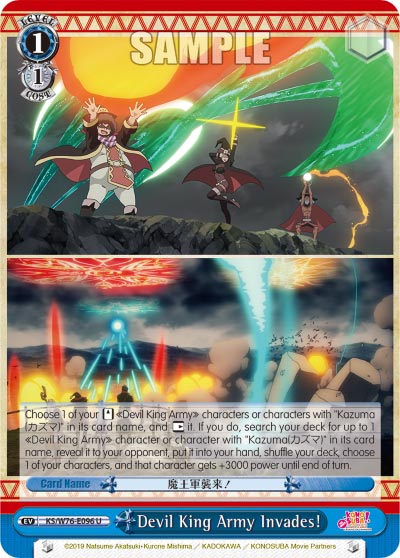 LEVEL
1
1
COST
SAMPLE
Choose 1 of your 《Devil King Army》 characters or characters with "Kazuma
(カズマ)" in its card name, and it. If you do, search your deck for up to 1
《Devil King Army》 character or character with "Kazuma(カズマ)" in its card
name, reveal it to your opponent, put it into your hand, shuffle your deck, choose
1 of your characters, and that character gets +3000 power until end of turn.
Card Name 魔王軍襲来！
EV KS/W76-E096 U Devil King Army Invades!
KONO SUBA!
©2019 Natsume Akatsuki・Kurone Mishima ／ KADOKAWA ／ KONOSUBA Movie Partners